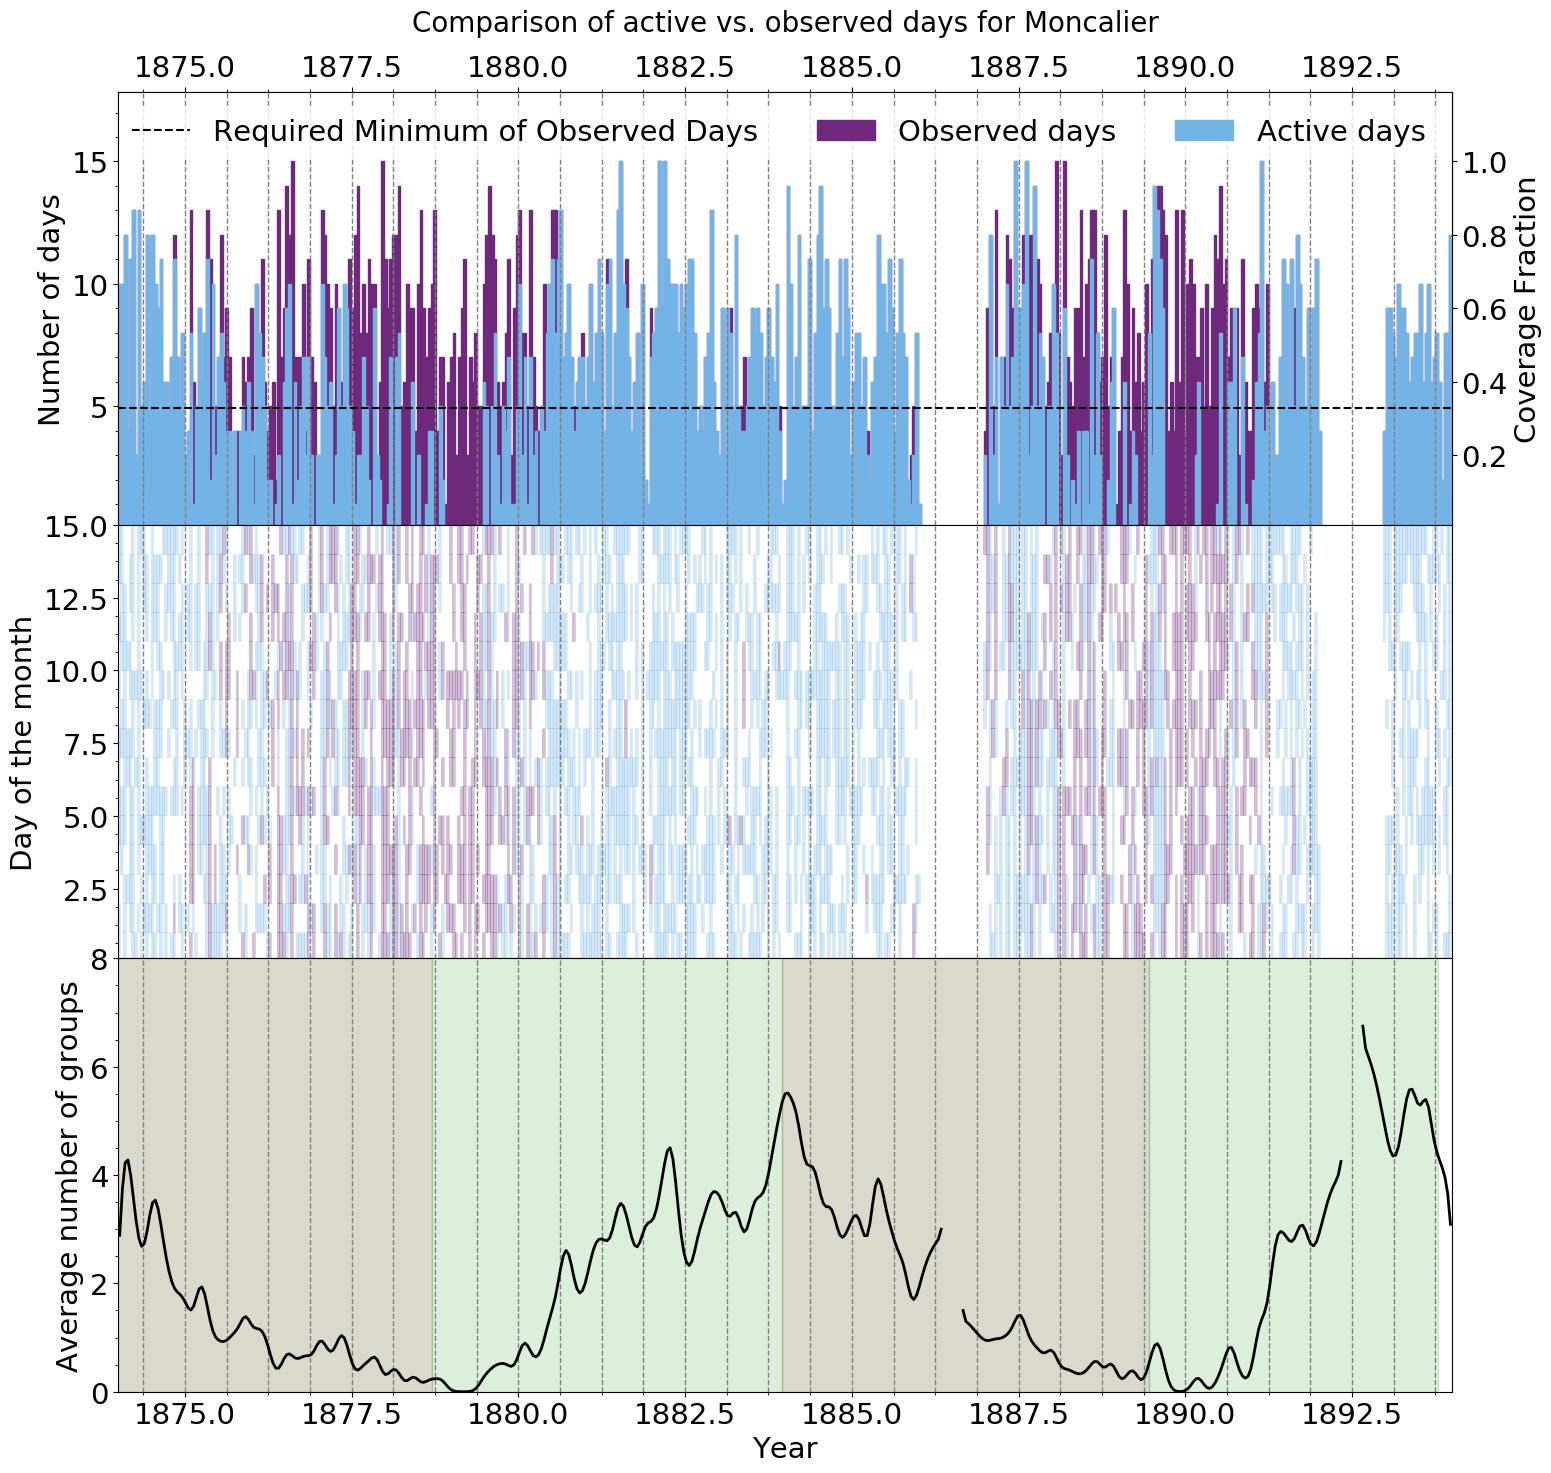 Comparison of active vs. observed days for Moncalier
1875.0 1877.5 1880.0 1882.5 1885.0 1887.5 1890.0 1892.5
Required Minimum of Observed Days Observed days Active days
Number of days
15
10
5
Coverage Fraction
1.0
0.8
0.6
0.4
0.2
Day of the month
15.0
12.5
10.0
7.5
5.0
2.5
Average number of groups
8
6
4
2
0
1875.0 1877.5 1880.0 1882.5 1885.0 1887.5 1890.0 1892.5
Year